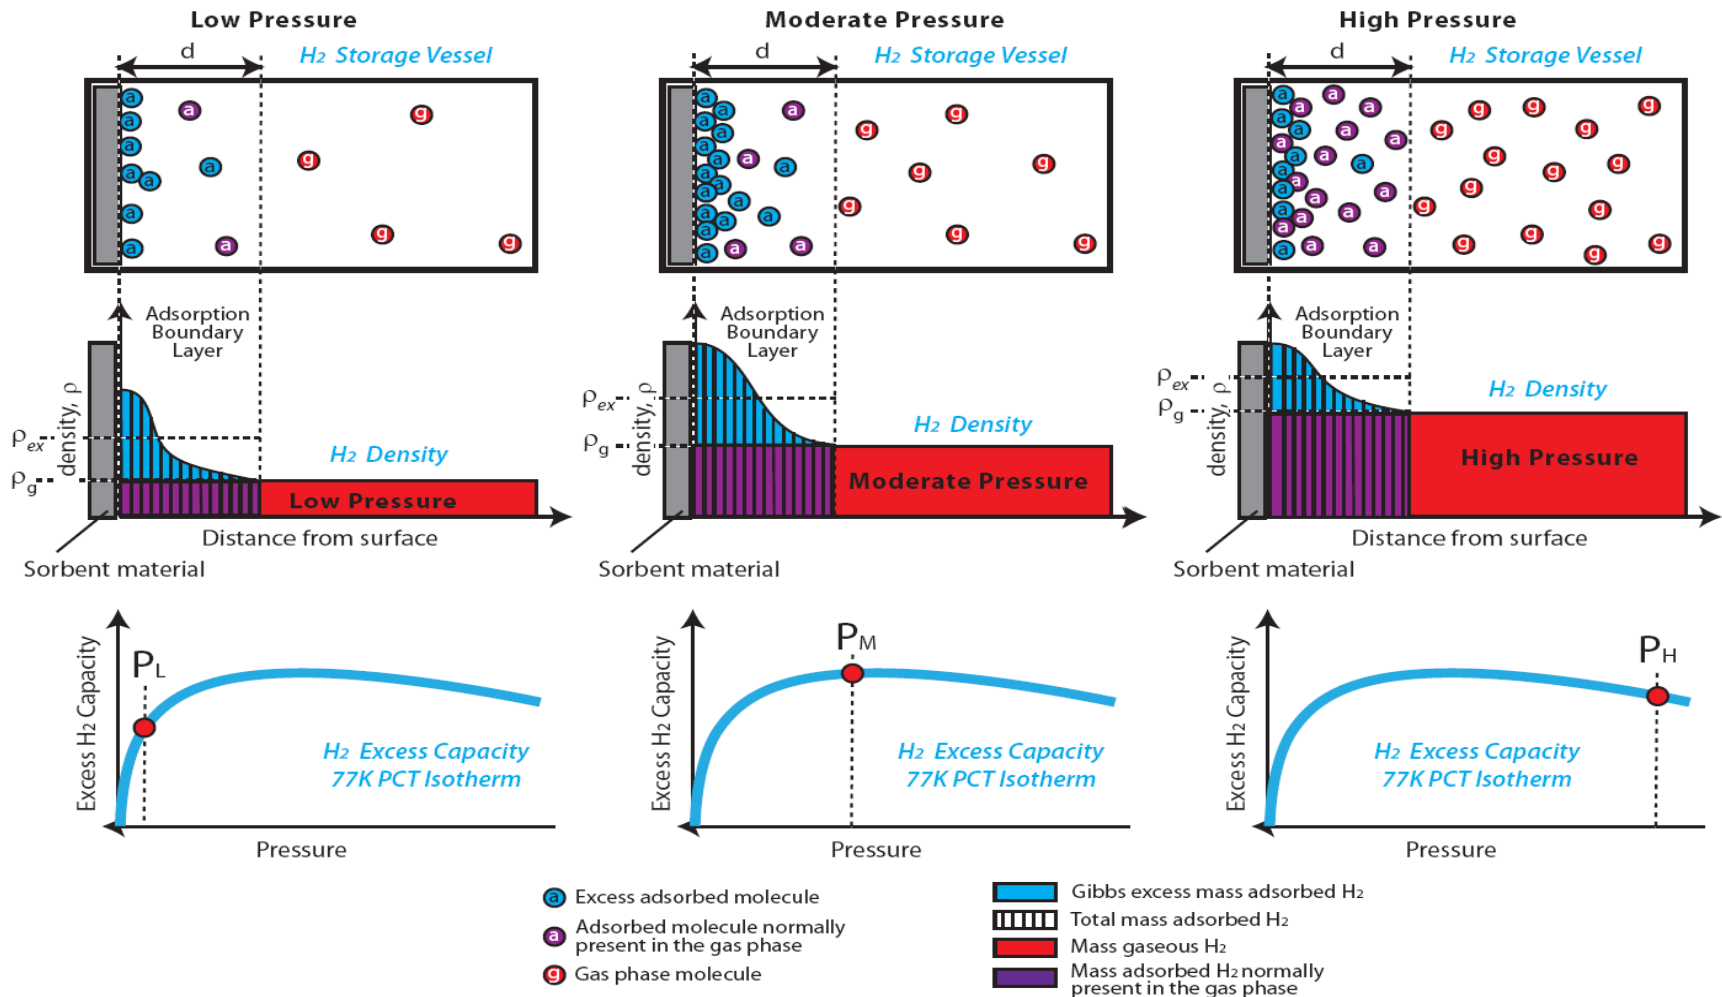 Low Pressure
Moderate Pressure
High Pressure
d
H₂ Storage Vessel
d
H₂ Storage Vessel
d
H₂ Storage Vessel
a a a a a a a a a a a g g g g
a a a a a a a a a a a a a a a a a a a a a a g g g g g g g g
a a a a a a a a a a a a a a a a a a a a a a a a a a g g g g g g g g g g g g g g g g
Adsorption
Boundary
Layer
density, ρ
ρex
ρg
H₂ Density
Low Pressure
Distance from surface
Sorbent material
Adsorption
Boundary
Layer
density, ρ
ρex
ρg
H₂ Density
Moderate Pressure
Sorbent material
Adsorption
Boundary
Layer
density, ρ
ρex
ρg
H₂ Density
High Pressure
Distance from surface
Sorbent material
Excess H₂ Capacity
PL
H₂ Excess Capacity
77K PCT Isotherm
Pressure
Excess H₂ Capacity
PM
H₂ Excess Capacity
77K PCT Isotherm
Pressure
Excess H₂ Capacity
PH
H₂ Excess Capacity
77K PCT Isotherm
Pressure
a Excess adsorbed molecule
a Adsorbed molecule normally
present in the gas phase
g Gas phase molecule
Gibbs excess mass adsorbed H₂
Total mass adsorbed H₂
Mass gaseous H₂
Mass adsorbed H₂ normally
present in the gas phase